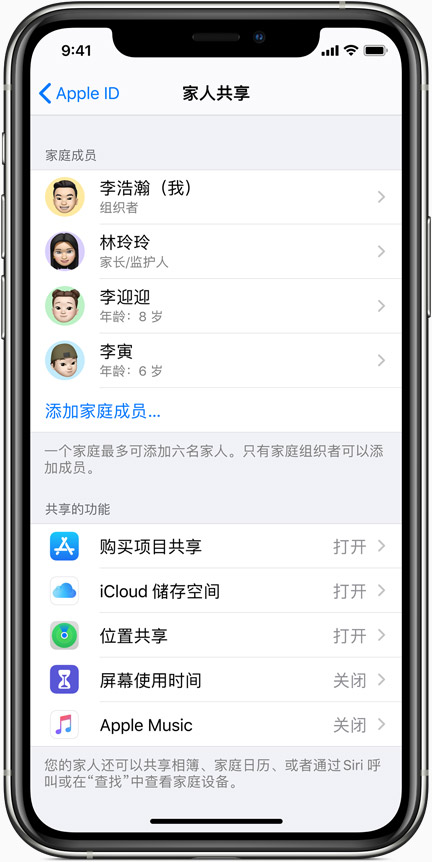 9:41
Apple ID
家人共享
家庭成员
李浩瀚（我）
组织者
林玲玲
家长/监护人
李迎迎
年龄：8 岁
李寅
年龄：6 岁
添加家庭成员...
一个家庭最多可添加六名家人。只有家庭组织者可以添
加成员。
共享的功能
购买项目共享 打开
iCloud 储存空间 打开
位置共享 打开
屏幕使用时间 关闭
Apple Music 关闭
您的家人还可以共享相簿、家庭日历、或者通过 Siri 呼
叫或在“查找”中查看家庭设备。